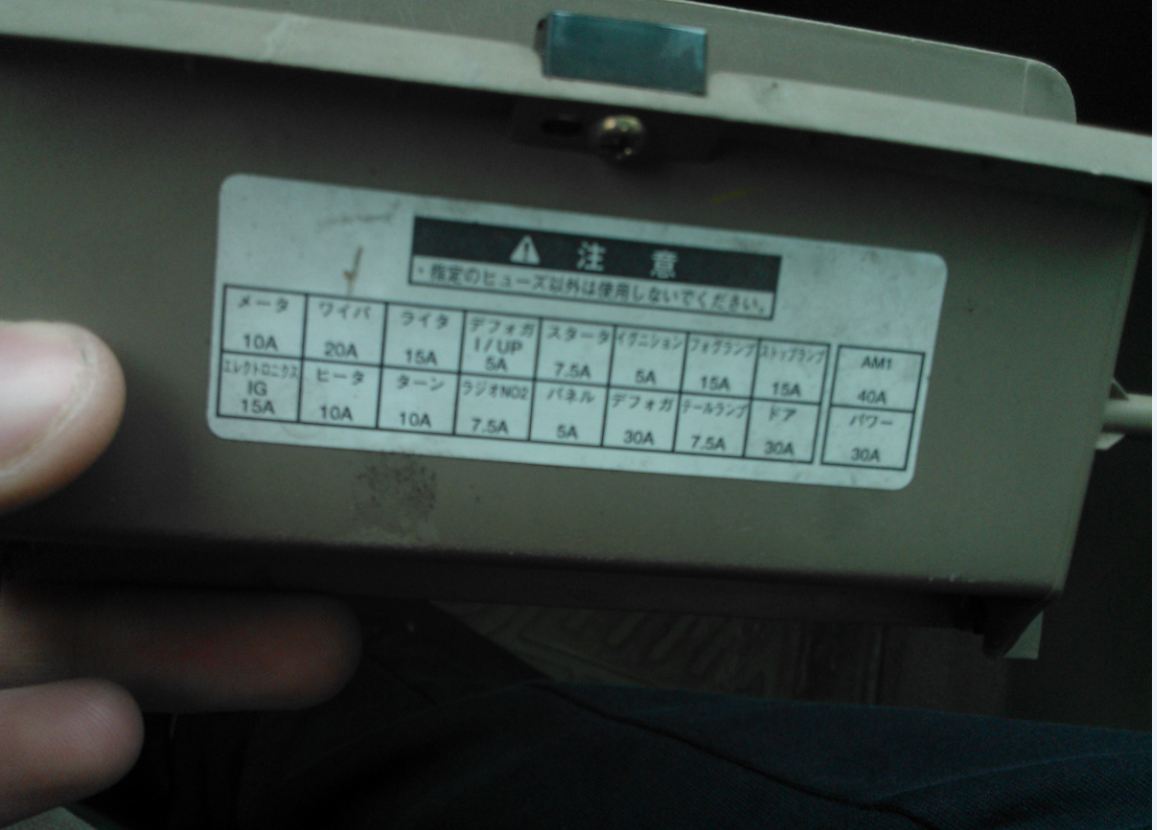 ⚠ 注意
・指定のヒューズ以外は使用しないでください。
メータ ワイパ ライタ デフォガ スタータ イグニション フォグランプ ストップランプ AM1
I/UP
10A 20A 15A 5A 7.5A 5A 15A 15A 40A
エレクトロニクス ヒータ ターン ラジオNO2 パネル デフォガ テールランプ ドア パワー
IG
15A 10A 10A 7.5A 5A 30A 7.5A 30A 30A